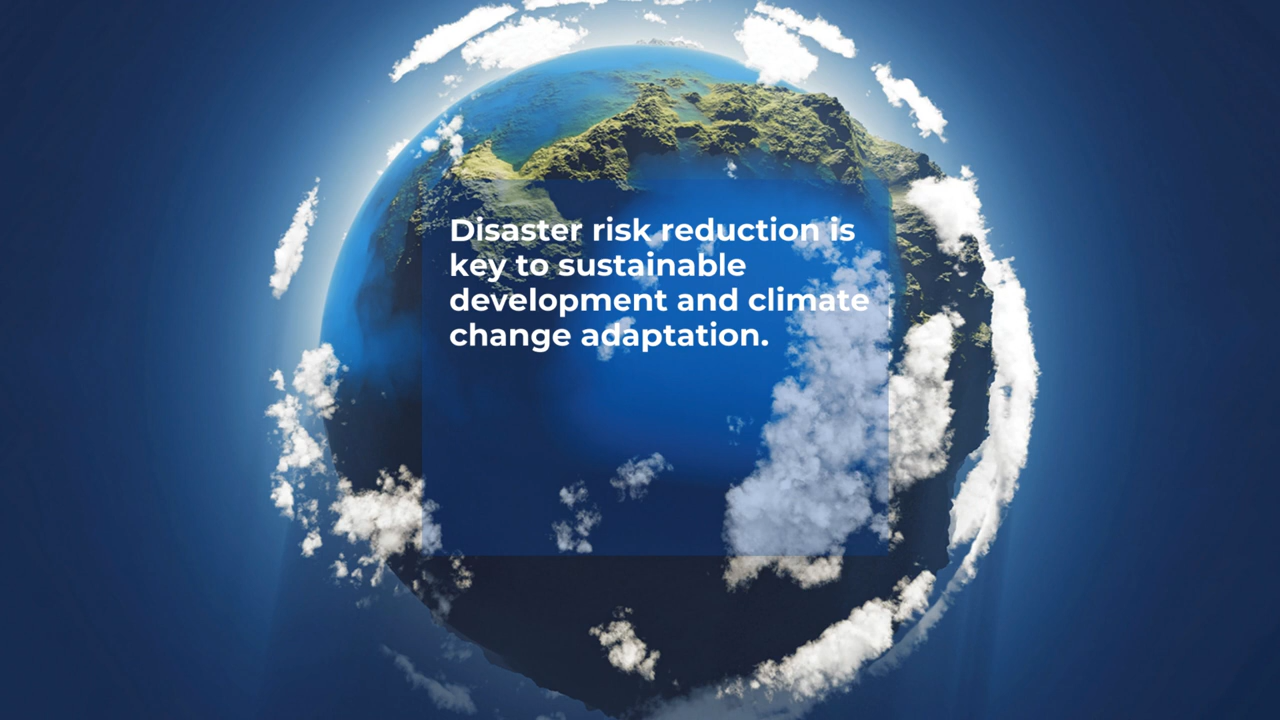 Disaster risk reduction is
key to sustainable
development and climate
change adaptation.